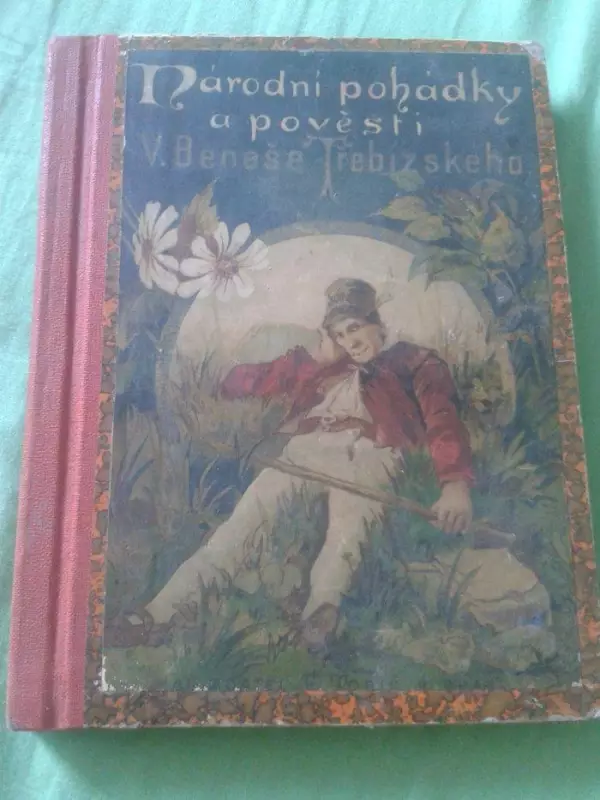 Národní pohádky
a pověsti
V. Beneše Třebízského